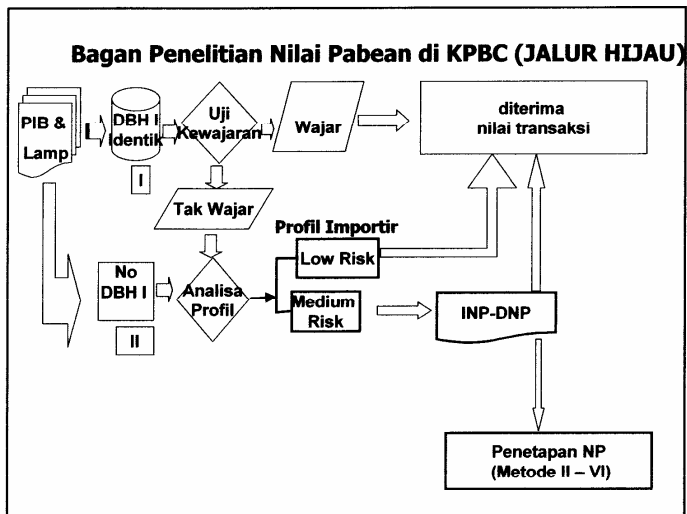 Bagan Penelitian Nilai Pabean di KPBC (JALUR HIJAU)
PIB &
Lamp
DBH I
Identik
I
Uji
Kewajaran
Wajar
diterima
nilai transaksi
Tak Wajar
Profil Importir
Low Risk
No
DBH I
II
Analisa
Profil
Medium
Risk
INP-DNP
Penetapan NP
(Metode II – VI)